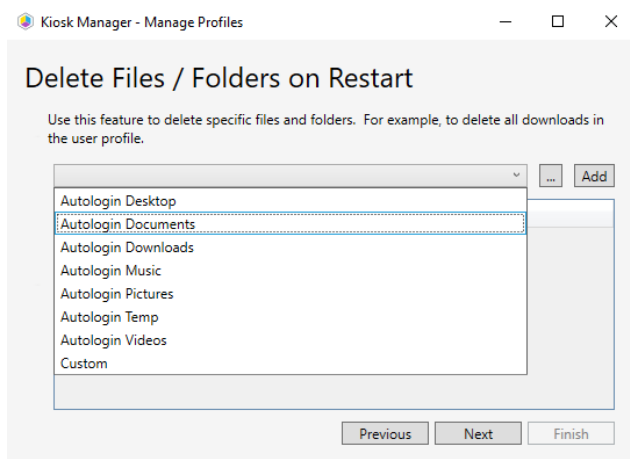 Kiosk Manager - Manage Profiles
Delete Files / Folders on Restart
Use this feature to delete specific files and folders. For example, to delete all downloads in
the user profile.
... Add
Autologin Desktop
Autologin Documents
Autologin Downloads
Autologin Music
Autologin Pictures
Autologin Temp
Autologin Videos
Custom
Previous Next Finish